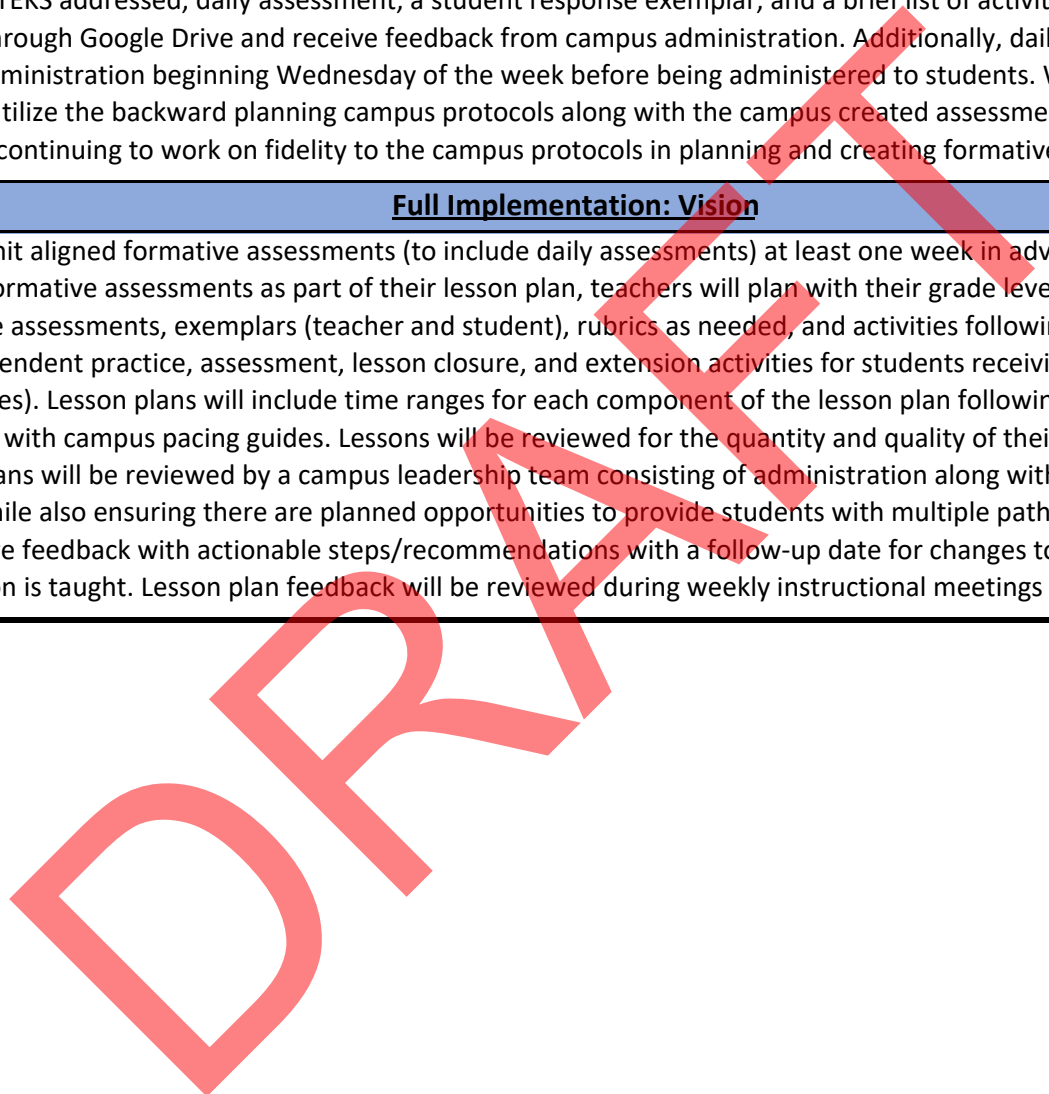 TEKS addressed, daily assessment, a student response exemplar, and a brief list of activiti
rough Google Drive and receive feedback from campus administration. Additionally, dail
ministration beginning Wednesday of the week before being administered to students. W
tilize the backward planning campus protocols along with the campus created assessme
continuing to work on fidelity to the campus protocols in planning and creating formative
Full Implementation: Vision
nit aligned formative assessments (to include daily assessments) at least one week in adv
ormative assessments as part of their lesson plan, teachers will plan with their grade leve
e assessments, exemplars (teacher and student), rubrics as needed, and activities followin
endent practice, assessment, lesson closure, and extension activities for students receivi
es). Lesson plans will include time ranges for each component of the lesson plan followin
with campus pacing guides. Lessons will be reviewed for the quantity and quality of thei
ans will be reviewed by a campus leadership team consisting of administration along with
ile also ensuring there are planned opportunities to provide students with multiple path
e feedback with actionable steps/recommendations with a follow-up date for changes to
n is taught. Lesson plan feedback will be reviewed during weekly instructional meetings
DRAFT